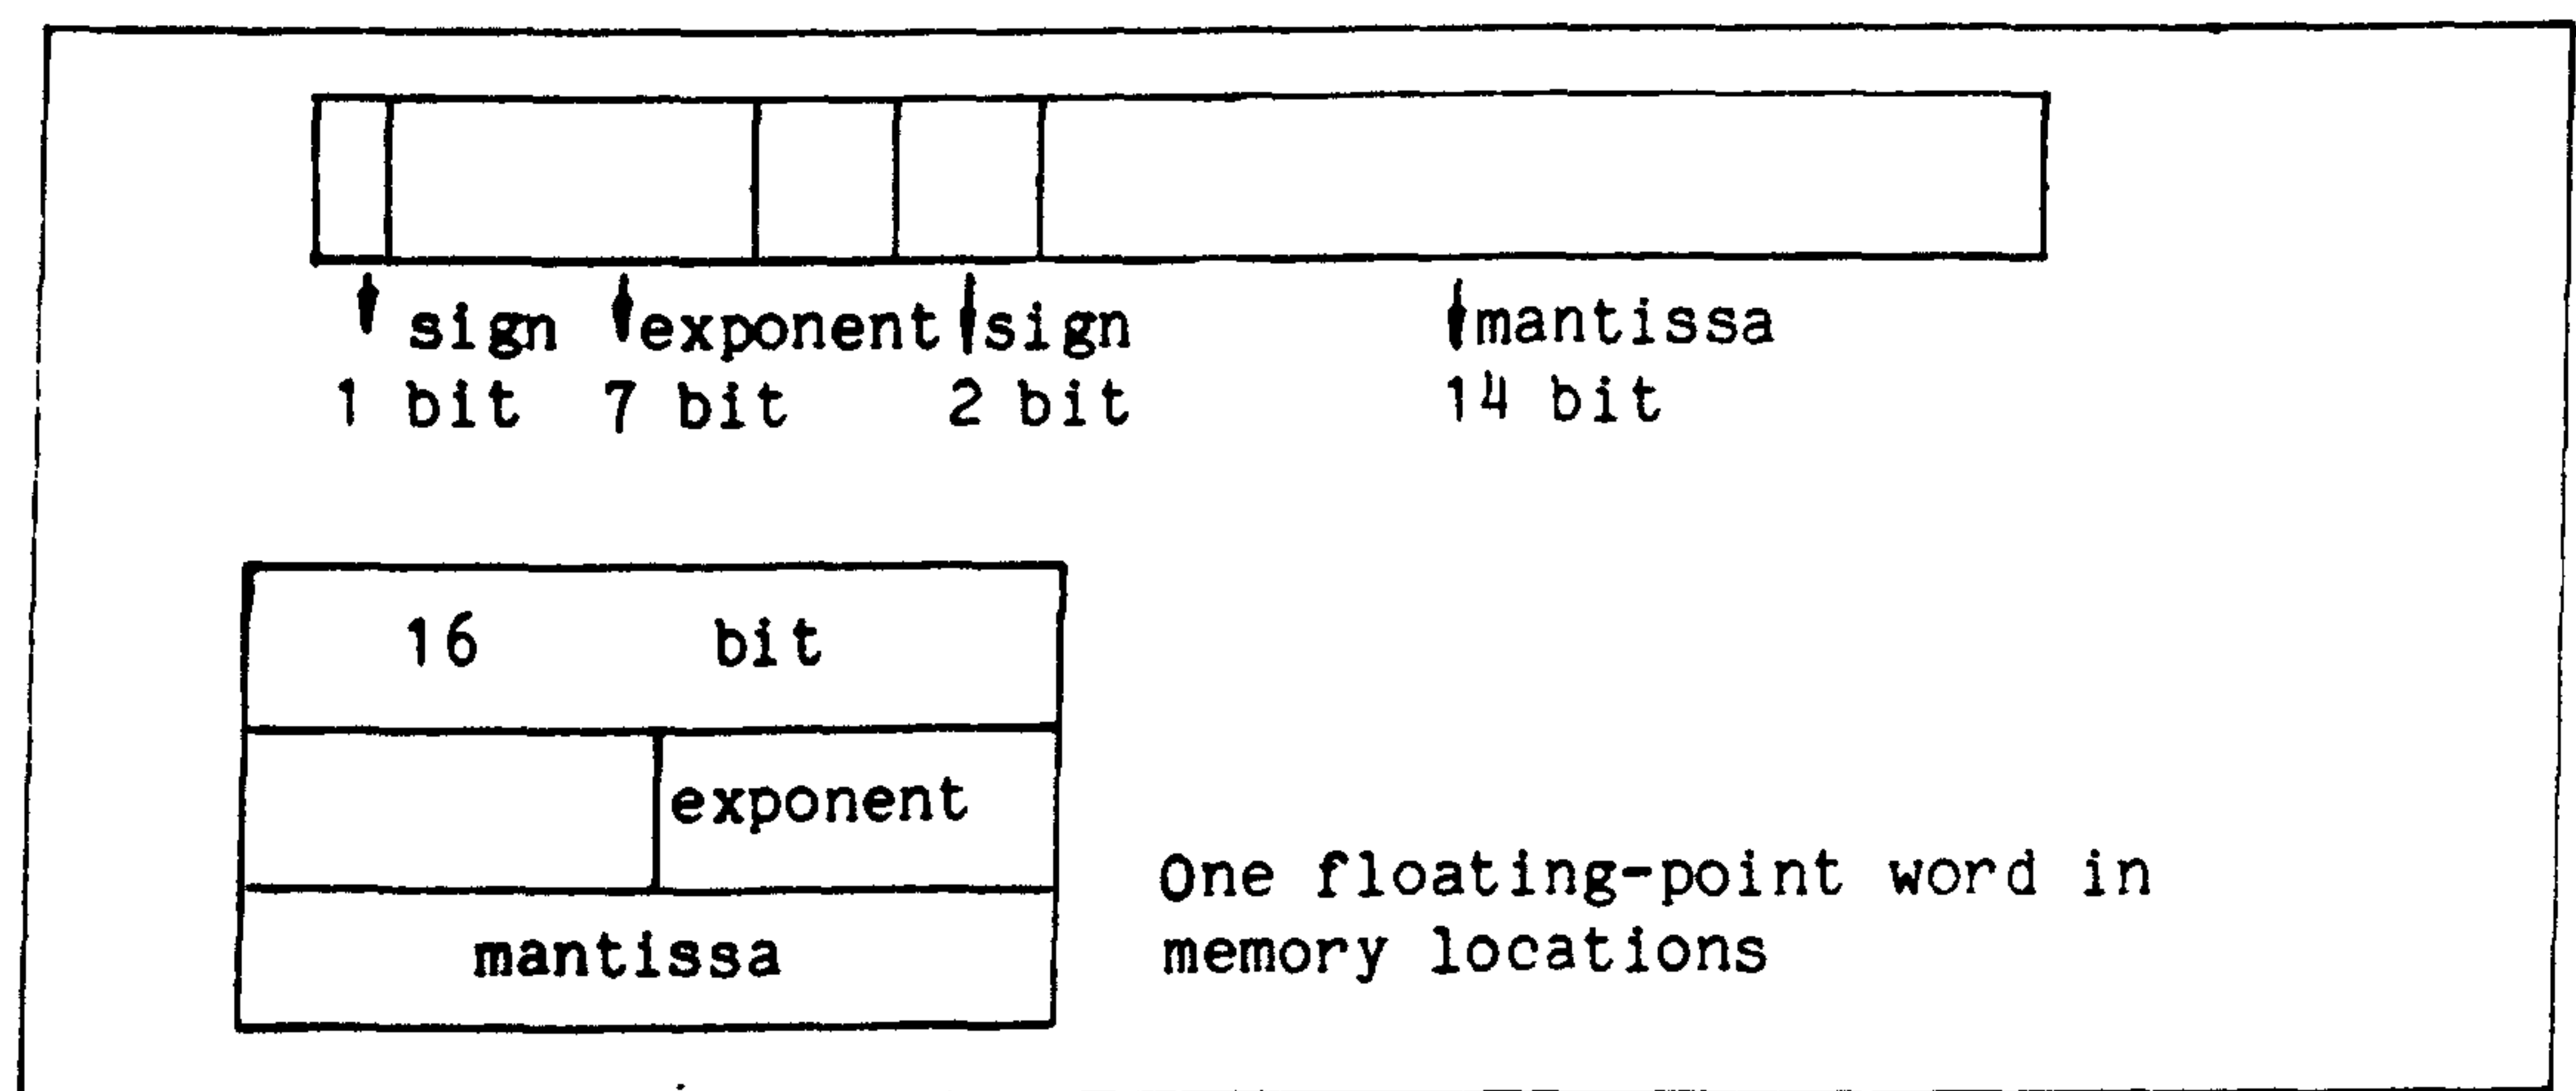 sign exponent sign mantissa
1 bit 7 bit 2 bit 14 bit
16 bit
exponent
mantissa
One floating-point word in
memory locations